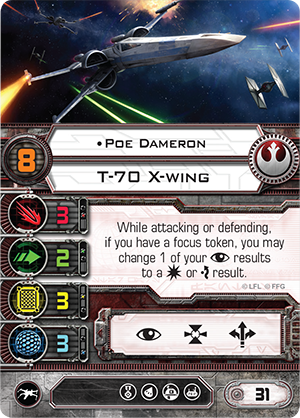 • Poe Dameron
8
T-70 X-wing
3
2
3
3
While attacking or defending,
if you have a focus token, you may
change 1 of your results
to a or result.
© LFL © FFG
31